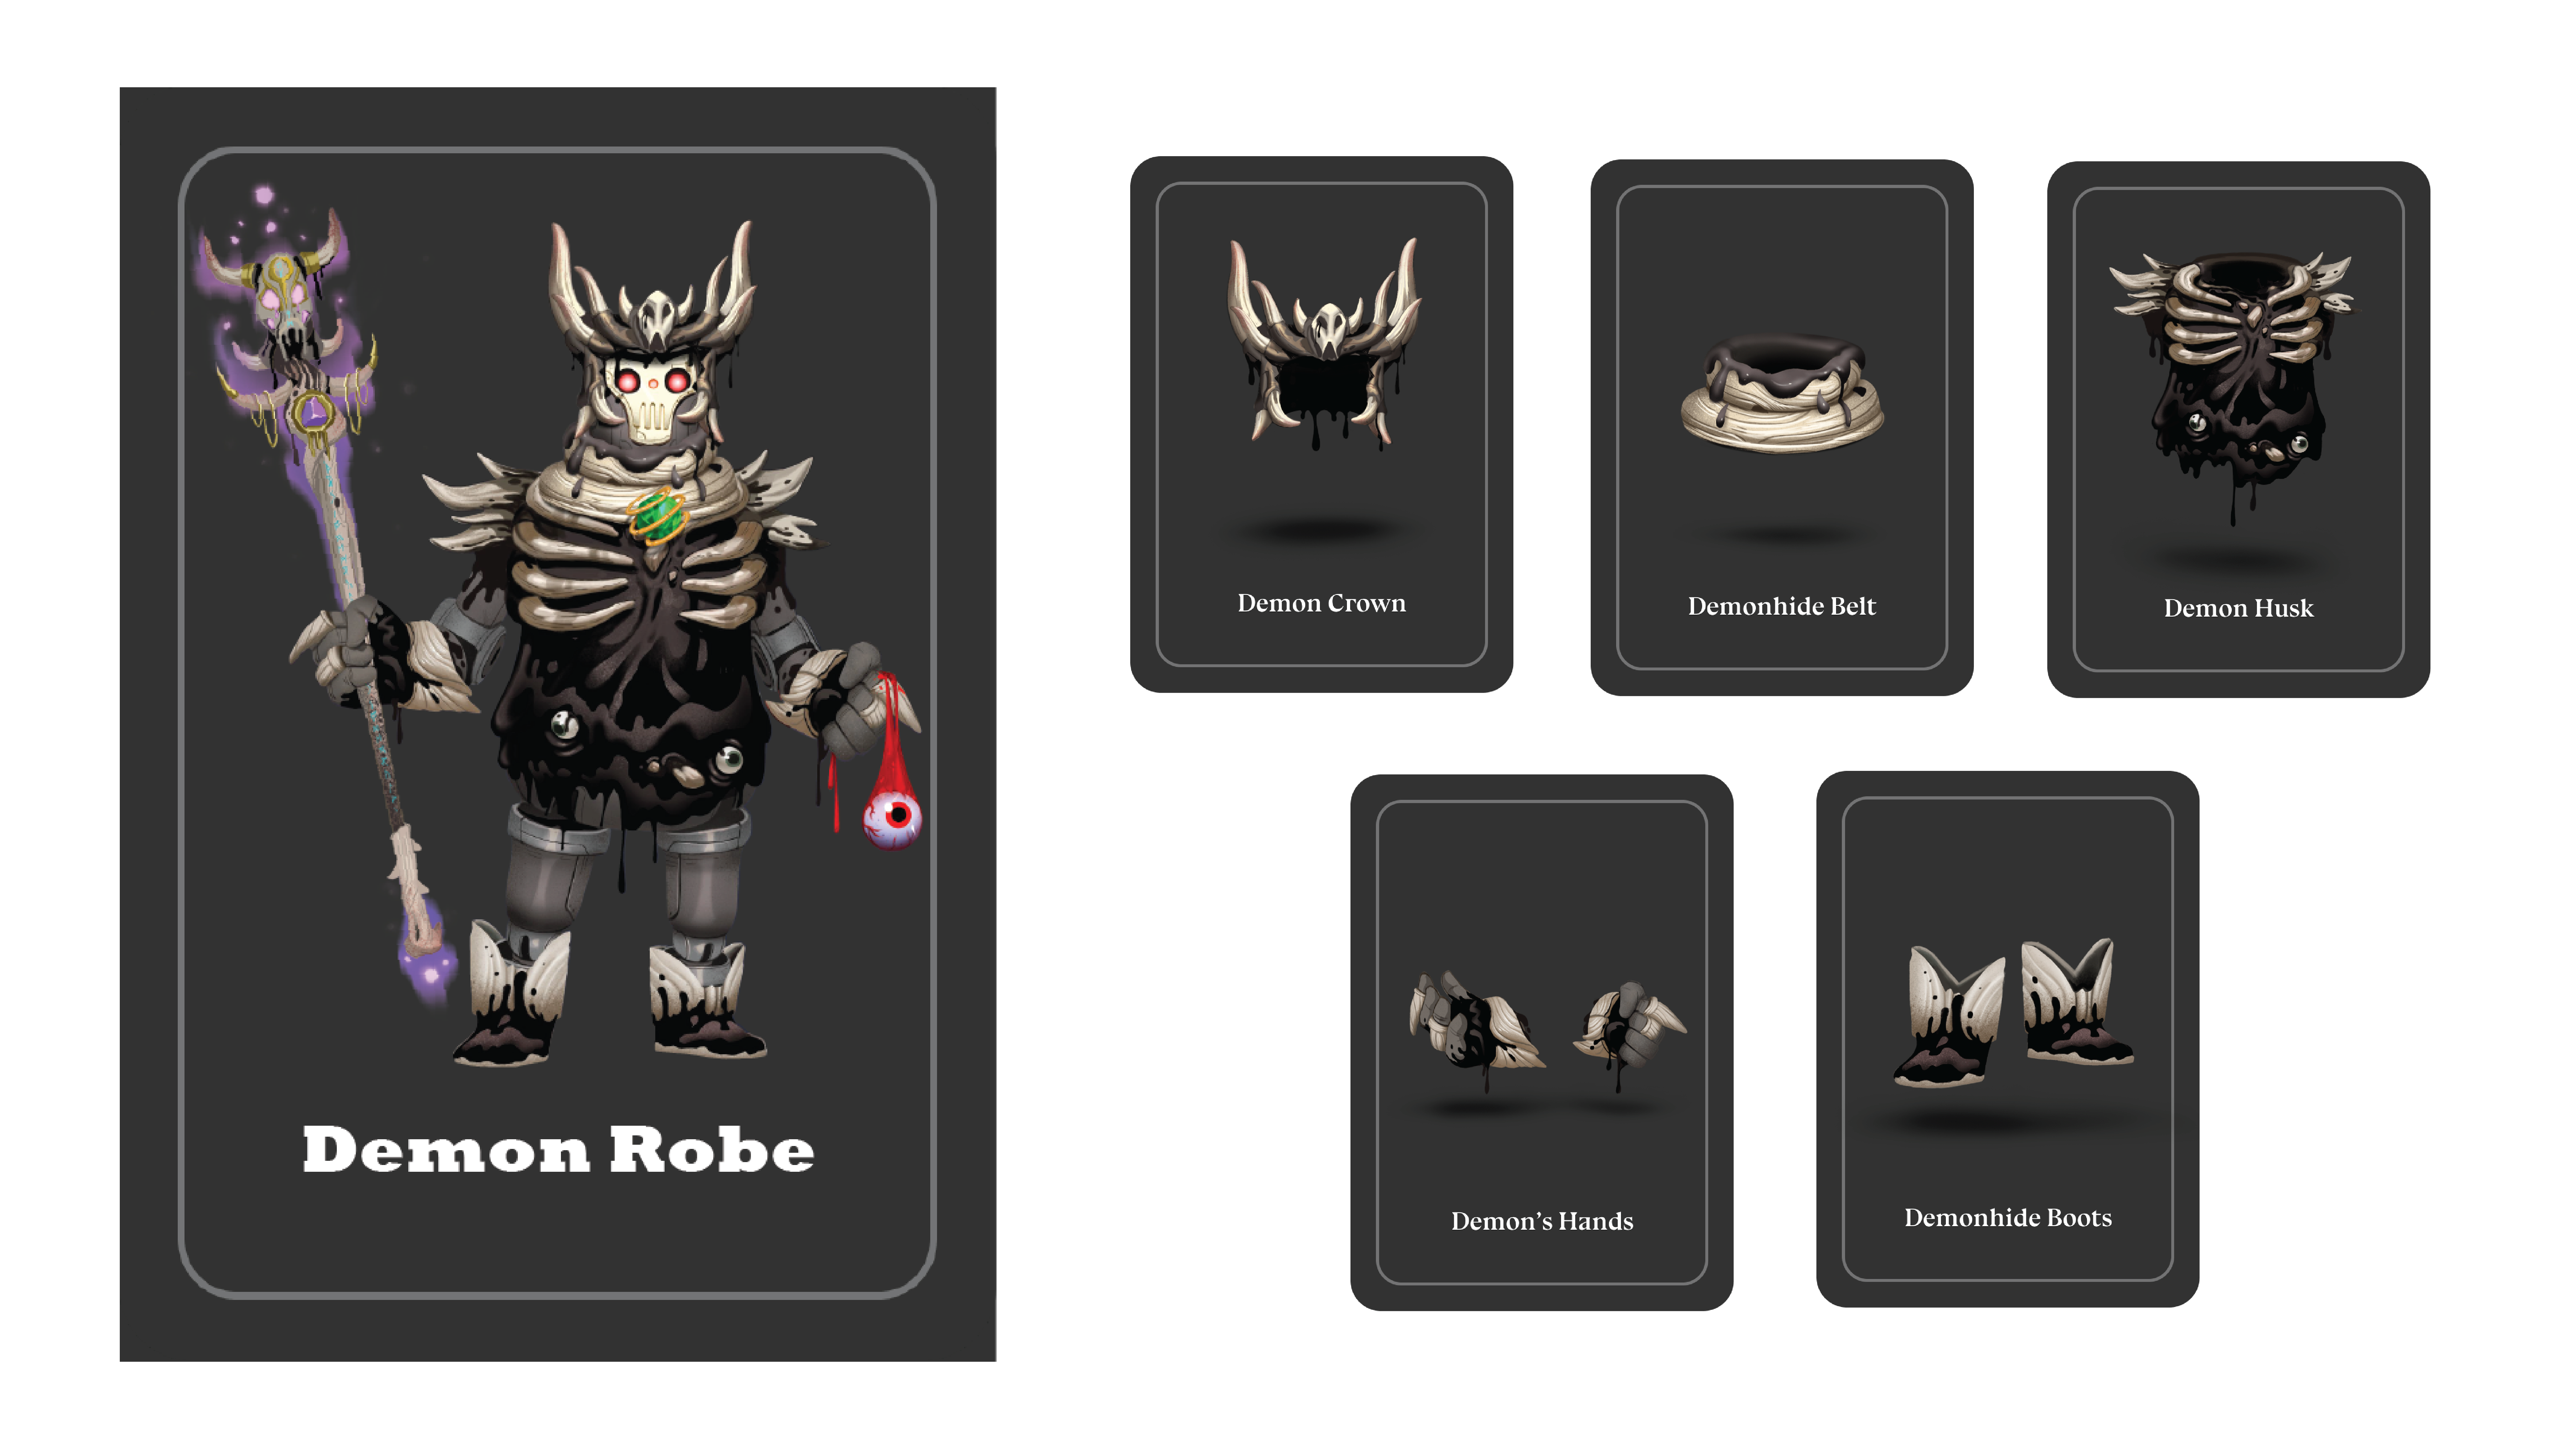 Demon Robe
Demon Crown
Demonhide Belt
Demon Husk
Demon’s Hands
Demonhide Boots